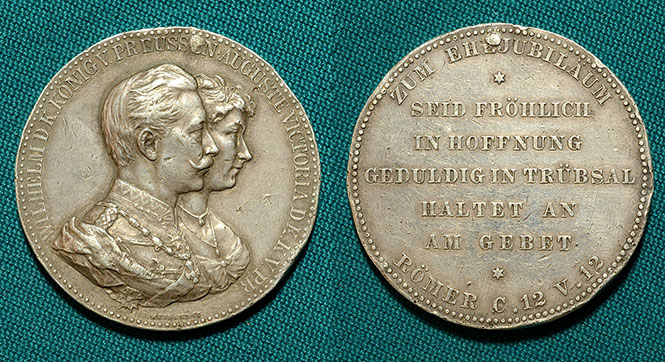 WILHELM D.K.KÖNIG V PREUSSEN AUGUSTE VICTORIA D.K.K.V.PR.
ZUM EHEJUBILÄUM
SEID FRÖHLICH
IN HOFFNUNG
GEDULDIG IN TRÜBSAL
HALTET AN
AM GEBET
RÖMER C. 12 V. 12